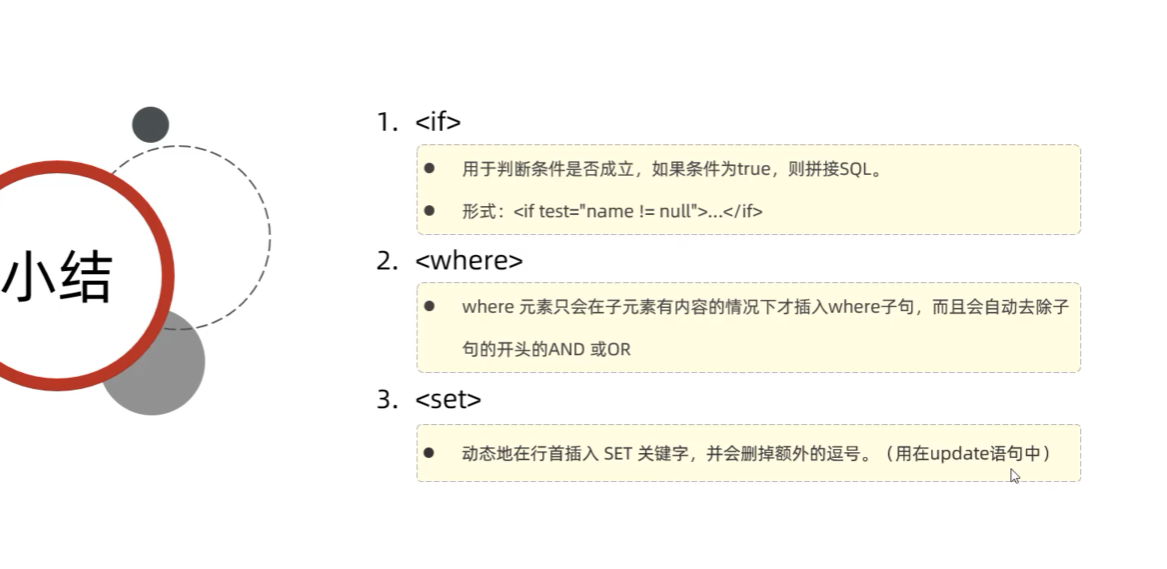 小结
1. <if>
● 用于判断条件是否成立，如果条件为true，则拼接SQL。
● 形式：<if test="name != null">...</if>
2. <where>
● where 元素只会在子元素有内容的情况下才插入where子句，而且会自动去除子
句的开头的AND 或OR
3. <set>
● 动态地在行首插入 SET 关键字，并会删掉额外的逗号。（用在update语句中）